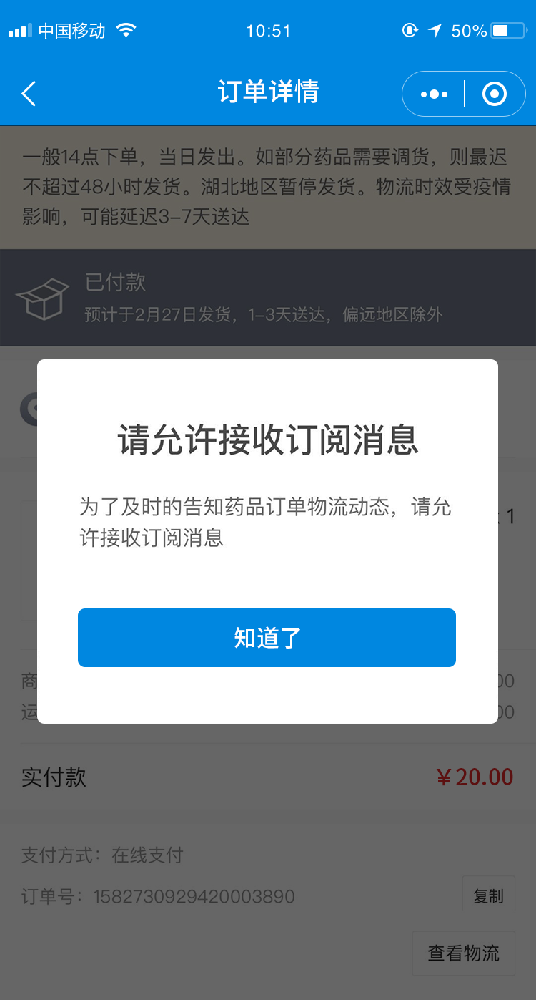 中国移动
10:51
50%
订单详情
一般14点下单，当日发出。如部分药品需要调货，则最迟
不超过48小时发货。湖北地区暂停发货。物流时效受疫情
影响，可能延迟3-7天送达
已付款
预计于2月27日发货，1-3天送达，偏远地区除外
请允许接收订阅消息
为了及时的告知药品订单物流动态，请允
许接收订阅消息
1
知道了
商
00
运
00
实付款
¥20.00
支付方式：在线支付
订单号：1582730929420003890
复制
查看物流